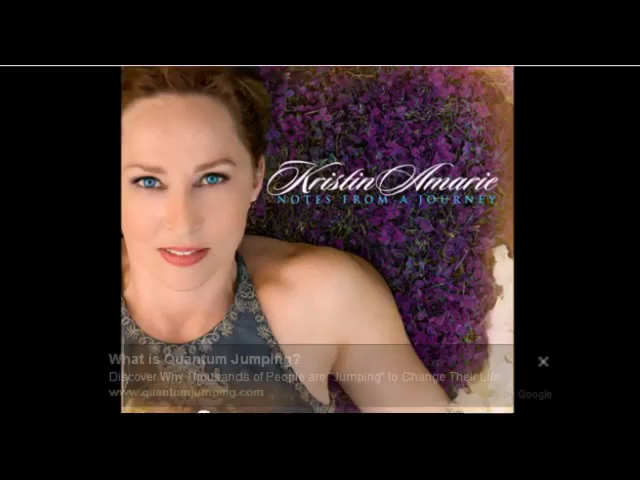 Kristin Amarie
NOTES FROM A JOURNEY
What is Quantum Jumping?
Discover Why Thousands of People are "Jumping" to Change Their Life
www.quantumjumping.com
Google